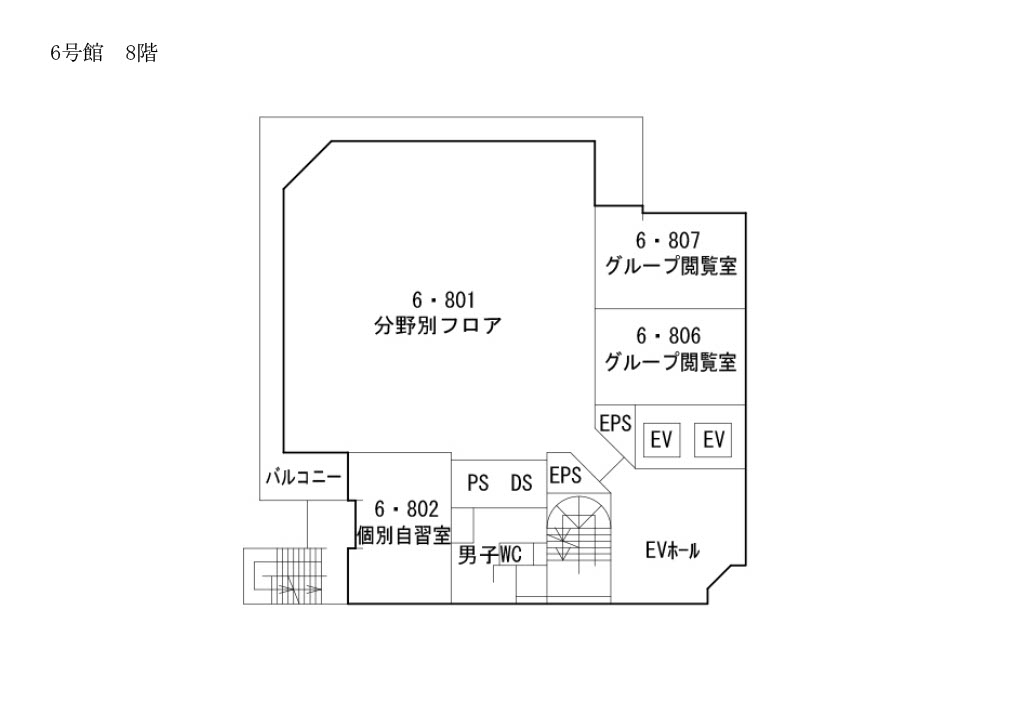 6号館　8階
6・807
グループ閲覧室
6・801
分野別フロア
6・806
グループ閲覧室
EPS
EV
EV
バルコニー
PS
DS
EPS
6・802
個別自習室
男子WC
EVホール